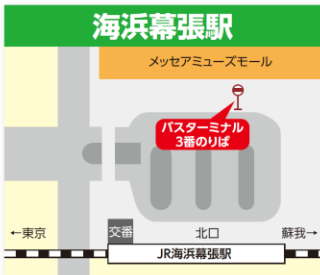 海浜幕張駅
メッセアミューズモール
バスターミナル
3番のりば
交番
北口
←東京
蘇我→
JR海浜幕張駅